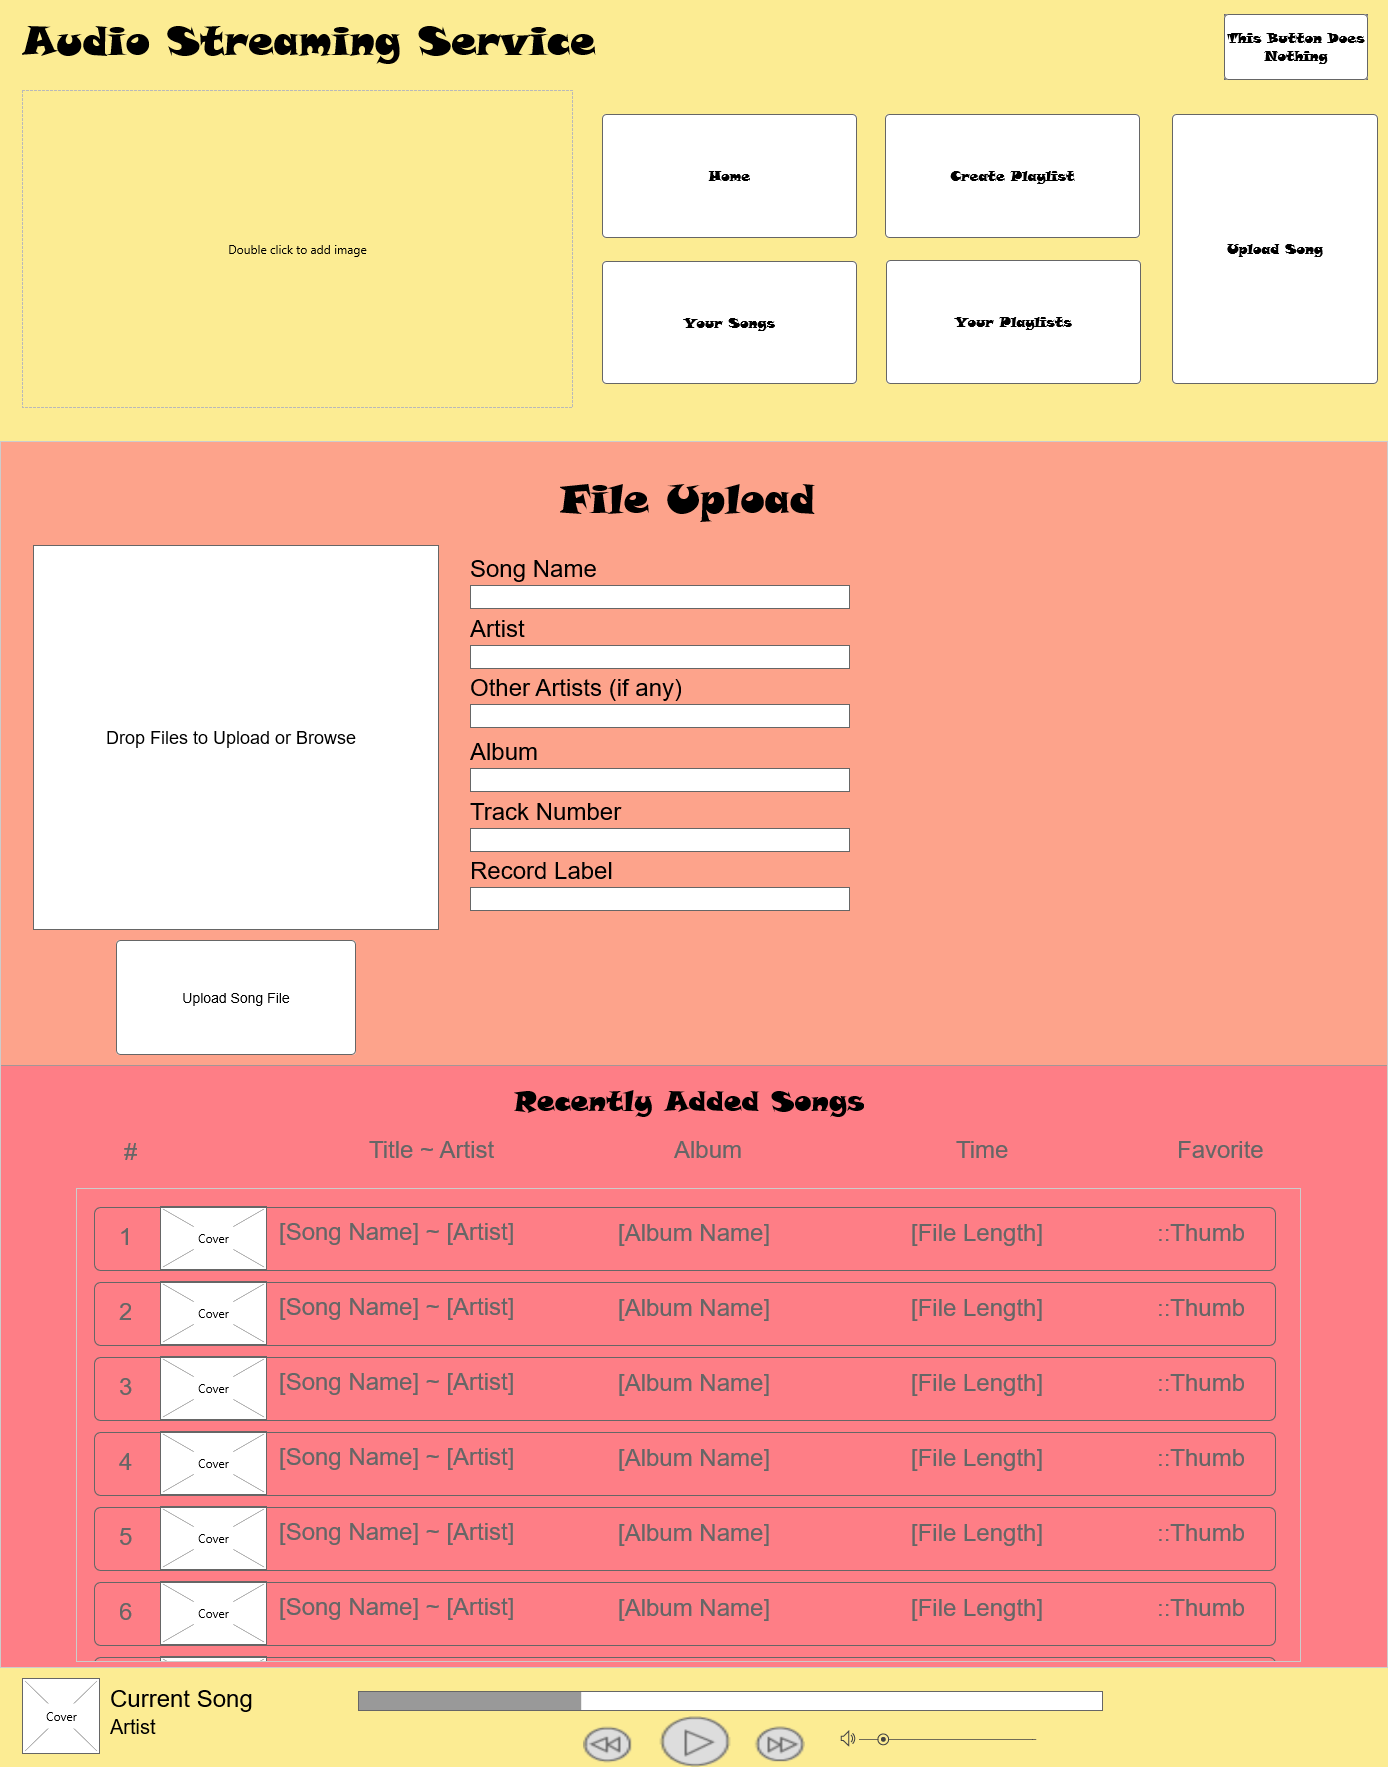 Audio Streaming Service
This Button Does
Nothing
Double click to add image
Home
Create Playlist
Upload Song
Your Songs
Your Playlists
File Upload
Drop Files to Upload or Browse
Song Name
Artist
Other Artists (if any)
Album
Track Number
Record Label
Upload Song File
Recently Added Songs
# Title ~ Artist Album Time Favorite
1 Cover [Song Name] ~ [Artist] [Album Name] [File Length] ::Thumb
2 Cover [Song Name] ~ [Artist] [Album Name] [File Length] ::Thumb
3 Cover [Song Name] ~ [Artist] [Album Name] [File Length] ::Thumb
4 Cover [Song Name] ~ [Artist] [Album Name] [File Length] ::Thumb
5 Cover [Song Name] ~ [Artist] [Album Name] [File Length] ::Thumb
6 Cover [Song Name] ~ [Artist] [Album Name] [File Length] ::Thumb
Cover
Current Song
Artist